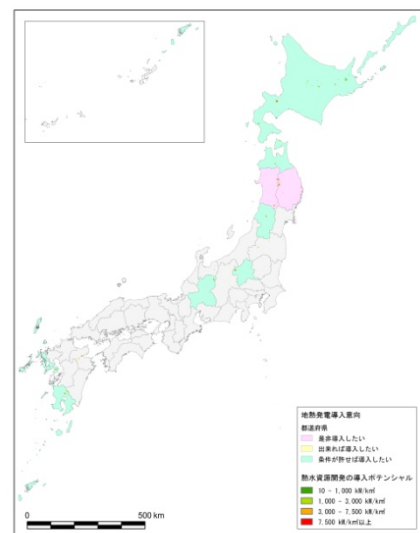 地熱発電導入意向
都道府県
是非導入したい
出来れば導入したい
条件が許せば導入したい
熱水資源開発の導入ポテンシャル
10 - 1,000 kW/km²
1,000 - 3,000 kW/km²
3,000 - 7,500 kW/km²
7,500 kW/km²以上
0
500 km